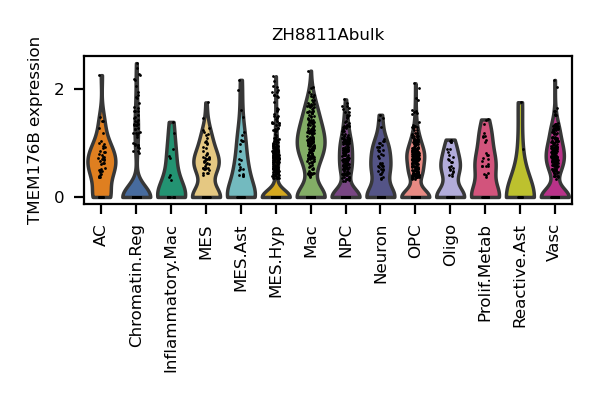 ZH8811Abulk
TMEM176B expression
2
0
AC
Chromatin.Reg
Inflammatory.Mac
MES
MES.Ast
MES.Hyp
Mac
NPC
Neuron
OPC
Oligo
Prolif.Metab
Reactive.Ast
Vasc